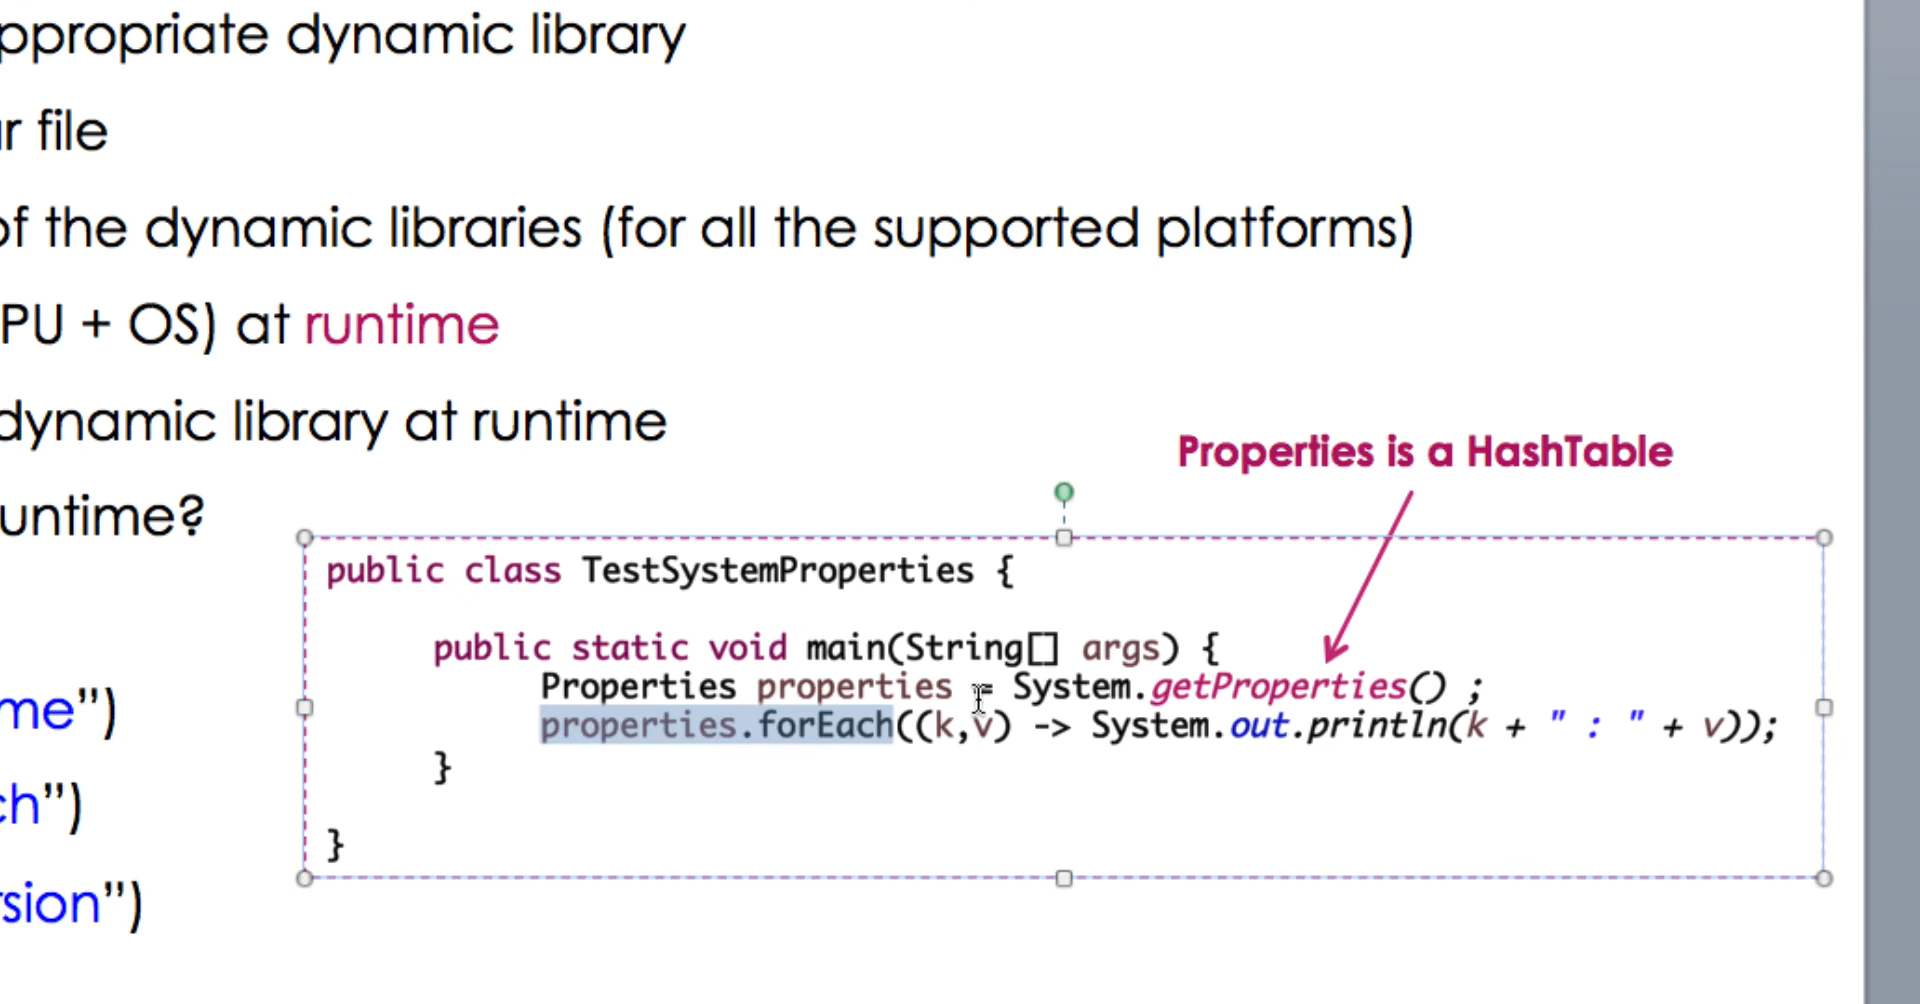 ppropriate dynamic library
r file
of the dynamic libraries (for all the supported platforms)
PU + OS) at runtime
dynamic library at runtime
Properties is a HashTable
untime?
public class TestSystemProperties {
public static void main(String[] args) {
Properties properties = System.getProperties() ;
properties.forEach((k,v) -> System.out.println(k + " : " + v));
}
}
me”)
ch”)
rsion”)